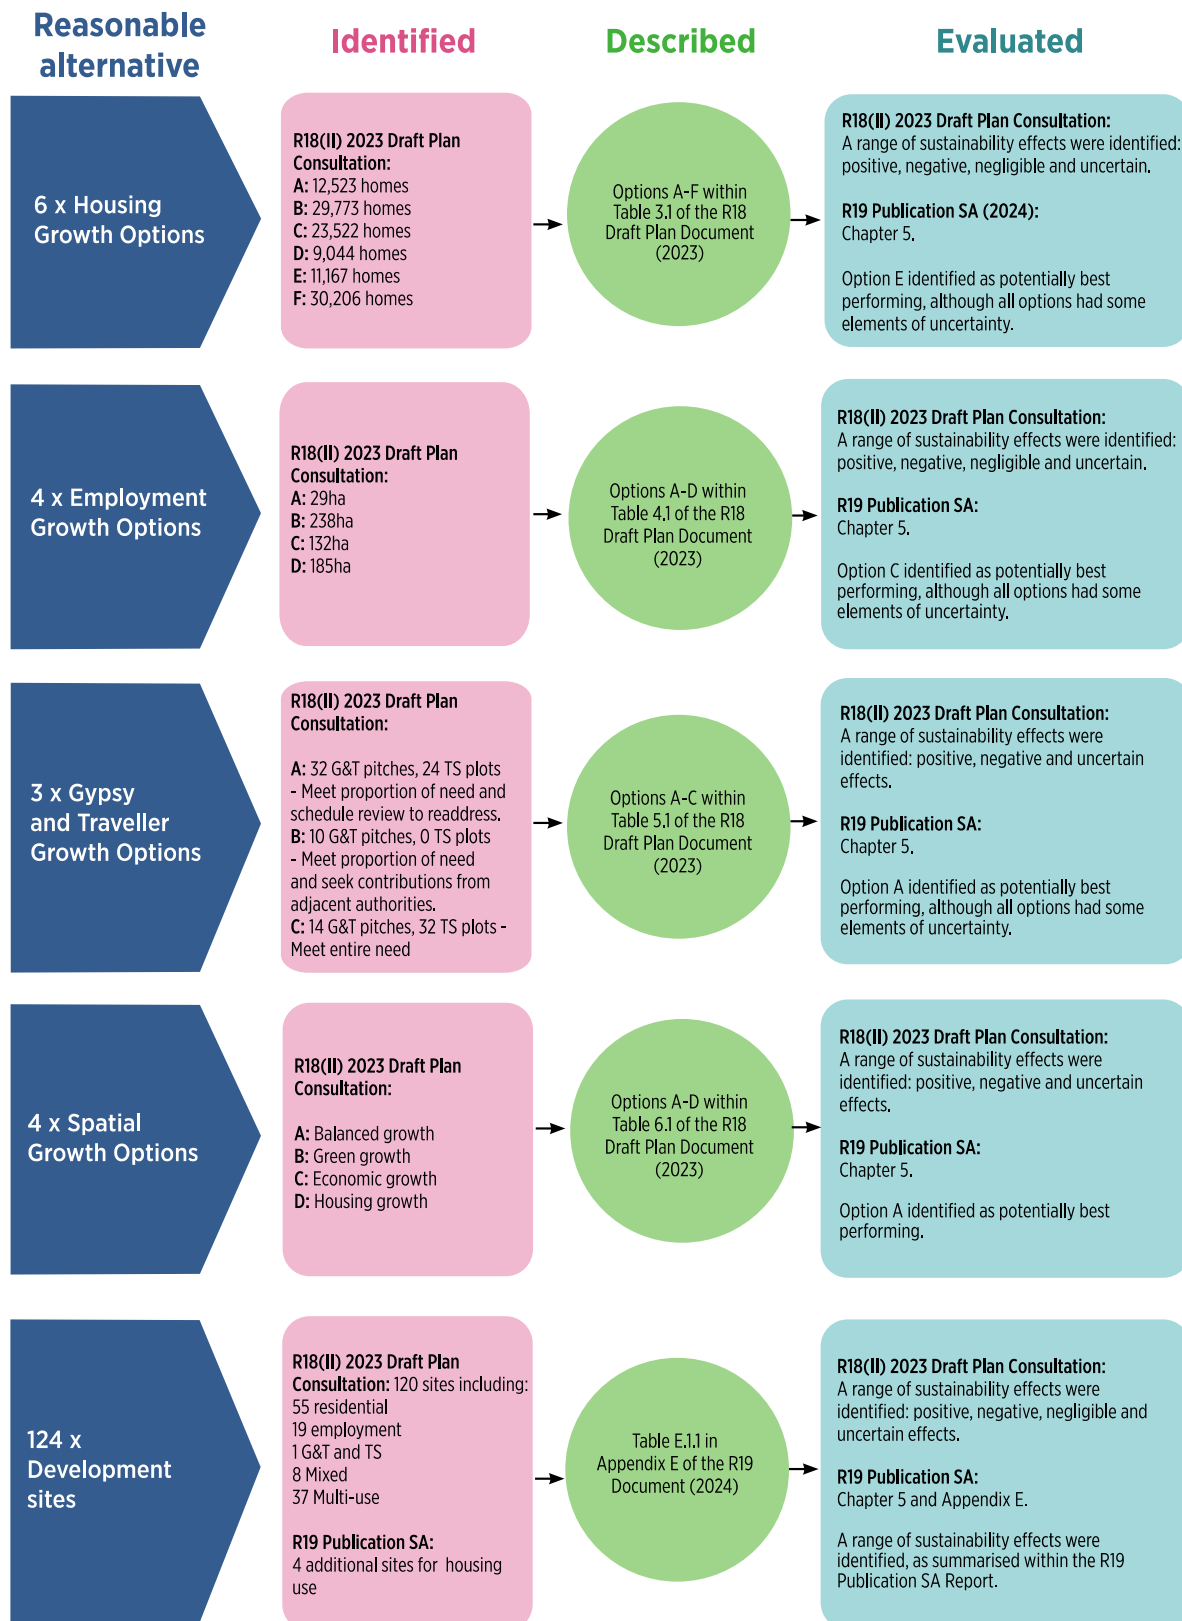 Reasonable
alternative
Identified
Described
Evaluated
6 x Housing
Growth Options
R18(II) 2023 Draft Plan
Consultation:
A: 12,523 homes
B: 29,773 homes
C: 23,522 homes
D: 9,044 homes
E: 11,167 homes
F: 30,206 homes
Options A-F within
Table 3.1 of the R18
Draft Plan Document
(2023)
R18(II) 2023 Draft Plan Consultation:
A range of sustainability effects were identified:
positive, negative, negligible and uncertain.
R19 Publication SA (2024):
Chapter 5.
Option E identified as potentially best
performing, although all options had some
elements of uncertainty.
4 x Employment
Growth Options
R18(II) 2023 Draft Plan
Consultation:
A: 29ha
B: 238ha
C: 132ha
D: 185ha
Options A-D within
Table 4.1 of the R18
Draft Plan Document
(2023)
R18(II) 2023 Draft Plan Consultation:
A range of sustainability effects were identified:
positive, negative, negligible and uncertain.
R19 Publication SA:
Chapter 5.
Option C identified as potentially best
performing, although all options had some
elements of uncertainty.
3 x Gypsy
and Traveller
Growth Options
R18(II) 2023 Draft Plan
Consultation:
A: 32 G&T pitches, 24 TS plots
- Meet proportion of need and
schedule review to readdress.
B: 10 G&T pitches, 0 TS plots
- Meet proportion of need
and seek contributions from
adjacent authorities.
C: 14 G&T pitches, 32 TS plots -
Meet entire need
Options A-C within
Table 5.1 of the R18
Draft Plan Document
(2023)
R18(II) 2023 Draft Plan Consultation:
A range of sustainability effects were
identified: positive, negative and uncertain
effects.
R19 Publication SA:
Chapter 5.
Option A identified as potentially best
performing, although all options had some
elements of uncertainty.
4 x Spatial
Growth Options
R18(II) 2023 Draft Plan
Consultation:
A: Balanced growth
B: Green growth
C: Economic growth
D: Housing growth
Options A-D within
Table 6.1 of the R18
Draft Plan Document
(2023)
R18(II) 2023 Draft Plan Consultation:
A range of sustainability effects were
identified: positive, negative and uncertain
effects.
R19 Publication SA:
Chapter 5.
Option A identified as potentially best
performing.
124 x
Development
sites
R18(II) 2023 Draft Plan
Consultation: 120 sites including:
55 residential
19 employment
1 G&T and TS
8 Mixed
37 Multi-use
R19 Publication SA:
4 additional sites for housing
use
Table E.1.1 in
Appendix E of the R19
Document (2024)
R18(II) 2023 Draft Plan Consultation:
A range of sustainability effects were
identified: positive, negative, negligible and
uncertain effects.
R19 Publication SA:
Chapter 5 and Appendix E.
A range of sustainability effects were
identified, as summarised within the R19
Publication SA Report.